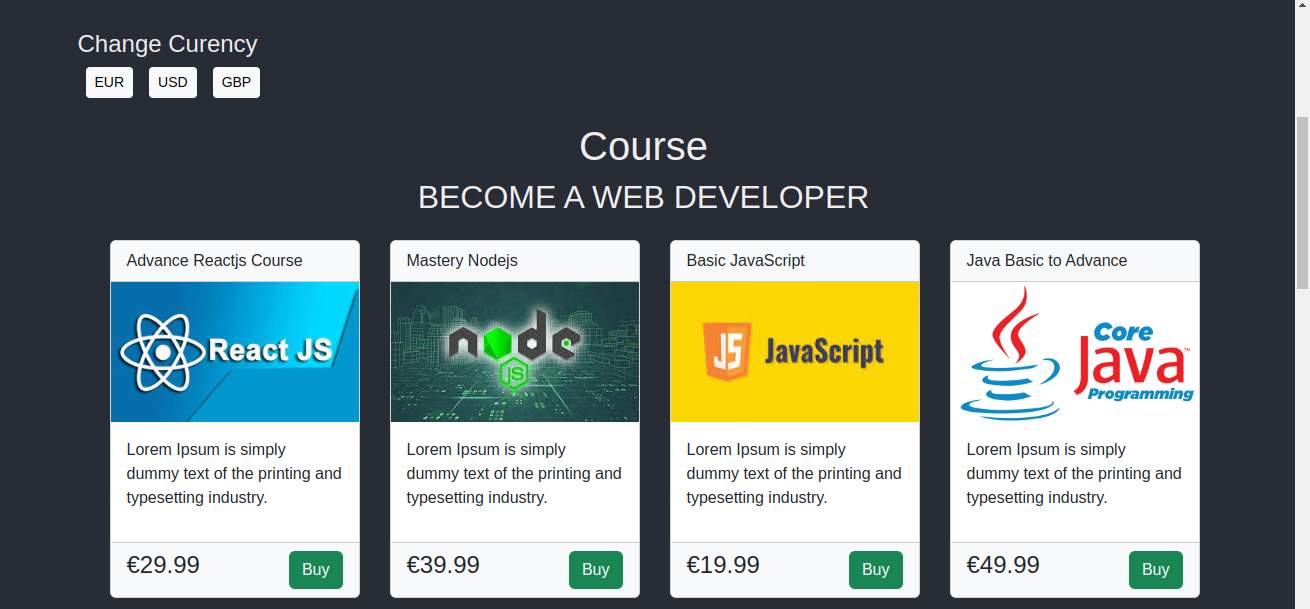 Change Curency
EUR USD GBP
Course
BECOME A WEB DEVELOPER
Advance Reactjs Course
React JS
Lorem Ipsum is simply
dummy text of the printing and
typesetting industry.
€29.99 Buy
Mastery Nodejs
node
JS
Lorem Ipsum is simply
dummy text of the printing and
typesetting industry.
€39.99 Buy
Basic JavaScript
JS JavaScript
Lorem Ipsum is simply
dummy text of the printing and
typesetting industry.
€19.99 Buy
Java Basic to Advance
Core
Java™
Programming
Lorem Ipsum is simply
dummy text of the printing and
typesetting industry.
€49.99 Buy